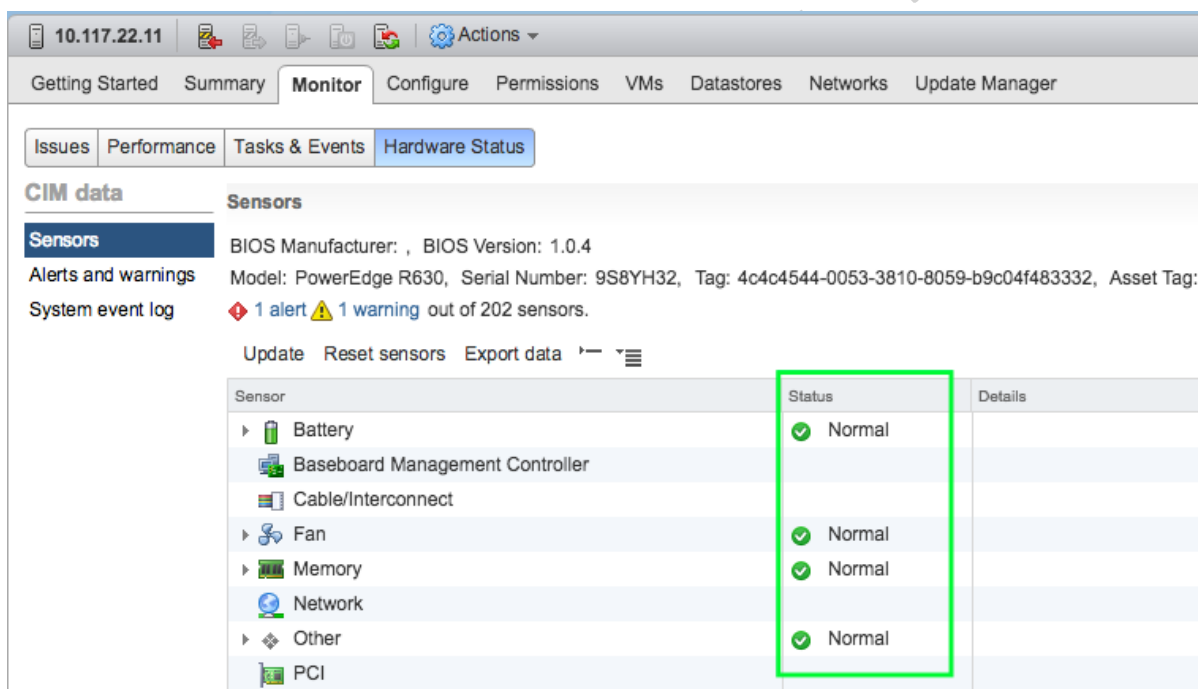 10.117.22.11 Actions
Getting Started Summary Monitor Configure Permissions VMs Datastores Networks Update Manager
Issues Performance Tasks & Events Hardware Status
CIM data
Sensors
Alerts and warnings
System event log
Sensors
BIOS Manufacturer: , BIOS Version: 1.0.4
Model: PowerEdge R630, Serial Number: 9S8YH32, Tag: 4c4c4544-0053-3810-8059-b9c04f483332, Asset Tag:
1 alert 1 warning out of 202 sensors.
Update Reset sensors Export data
Sensor Status Details
Battery Normal
Baseboard Management Controller
Cable/Interconnect
Fan Normal
Memory Normal
Network
Other Normal
PCI